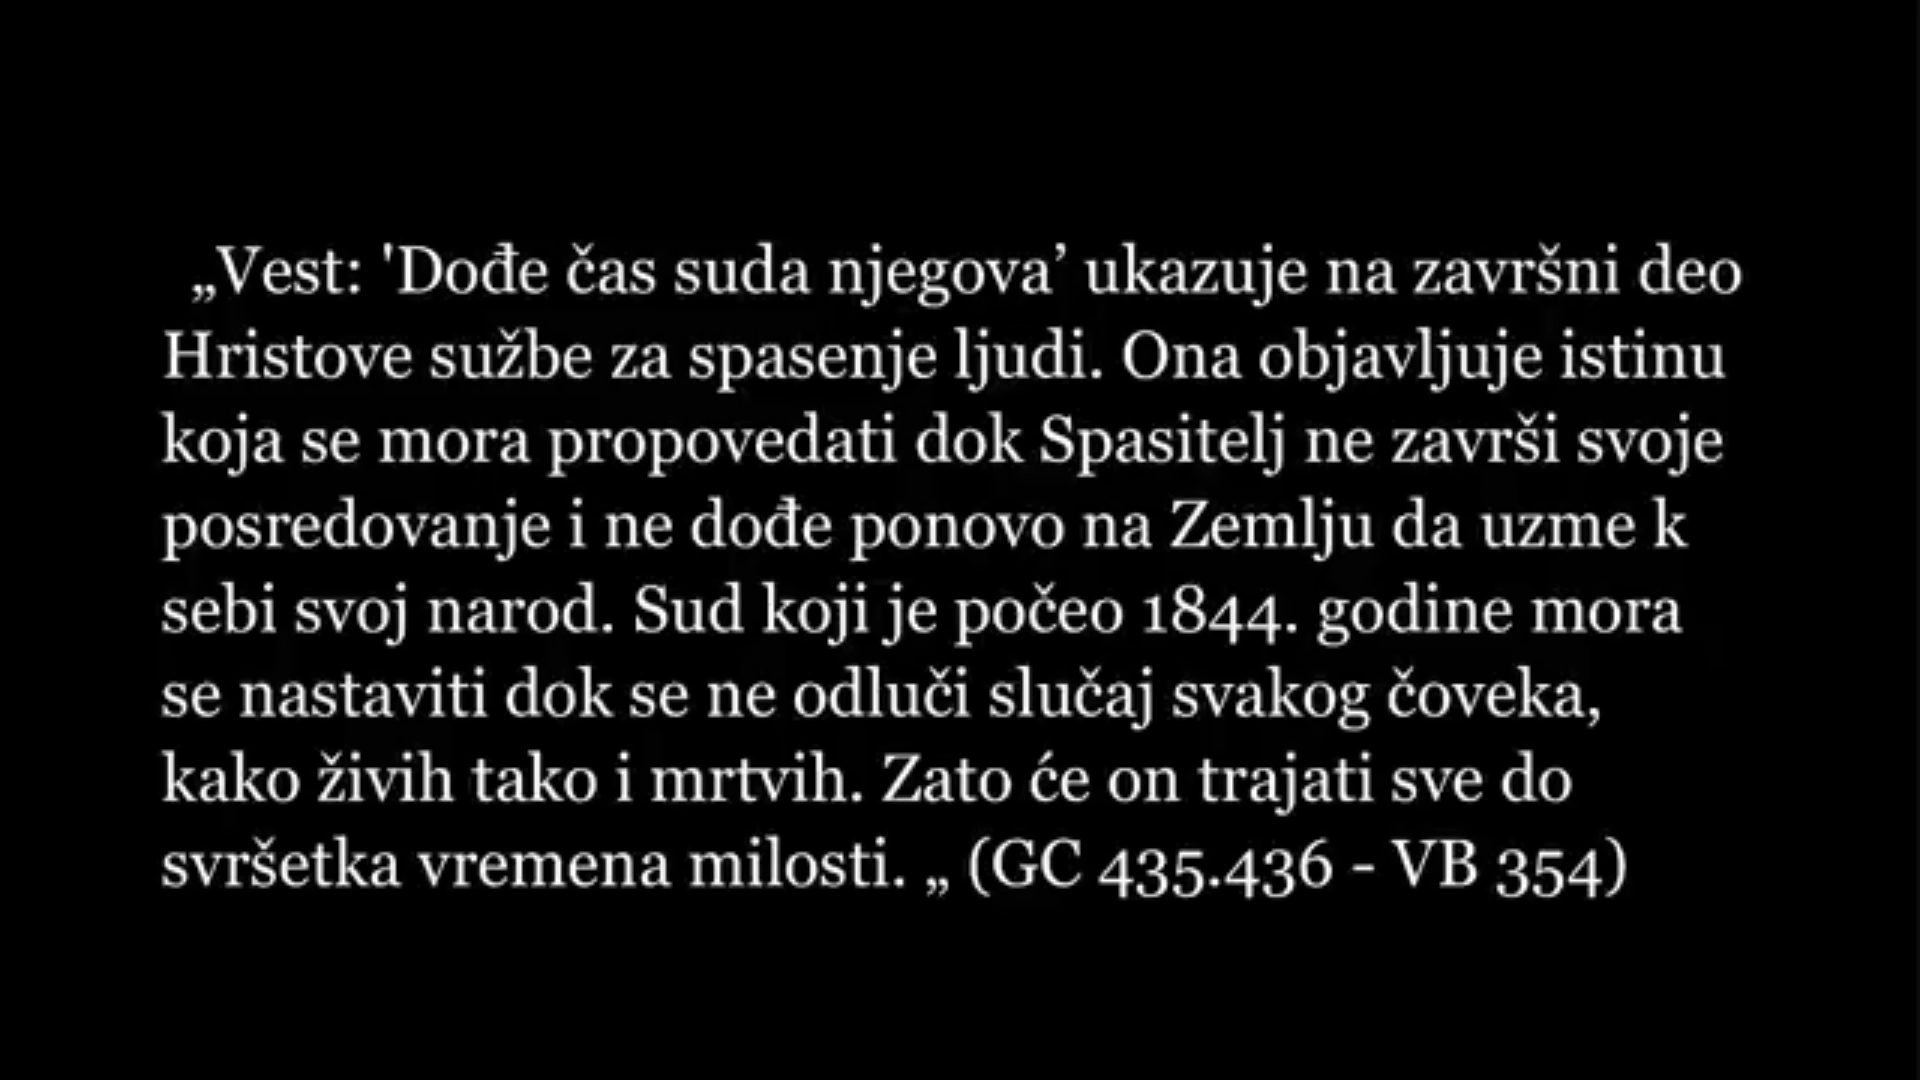 „Vest: 'Dođe čas suda njegova’ ukazuje na završni deo
Hristove sužbe za spasenje ljudi. Ona objavljuje istinu
koja se mora propovedati dok Spasitelj ne završi svoje
posredovanje i ne dođe ponovo na Zemlju da uzme k
sebi svoj narod. Sud koji je počeo 1844. godine mora
se nastaviti dok se ne odluči slučaj svakog čoveka,
kako živih tako i mrtvih. Zato će on trajati sve do
svršetka vremena milosti. „ (GC 435.436 - VB 354)